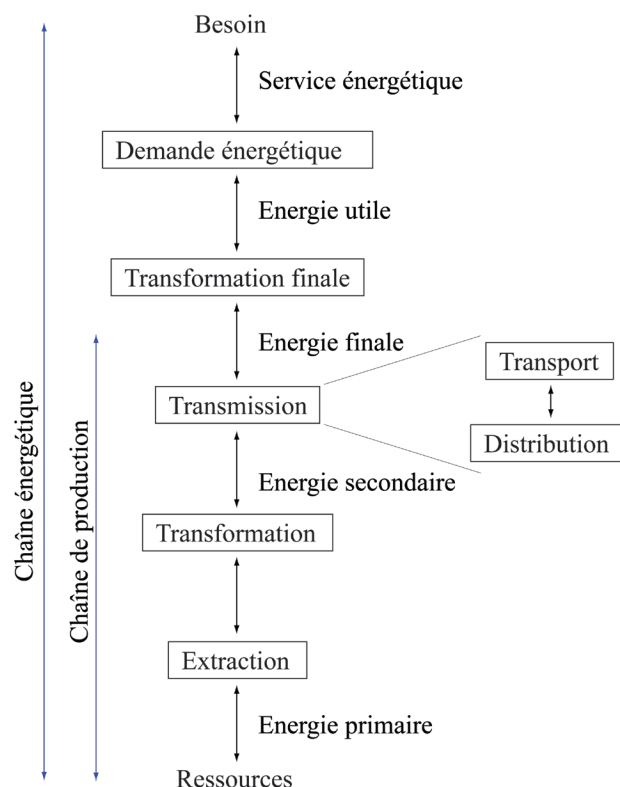 Besoin
Service énergétique
Demande énergétique
Energie utile
Transformation finale
Energie finale
Transport
Transmission
Distribution
Energie secondaire
Transformation
Extraction
Energie primaire
Ressources
Chaîne énergétique
Chaîne de production